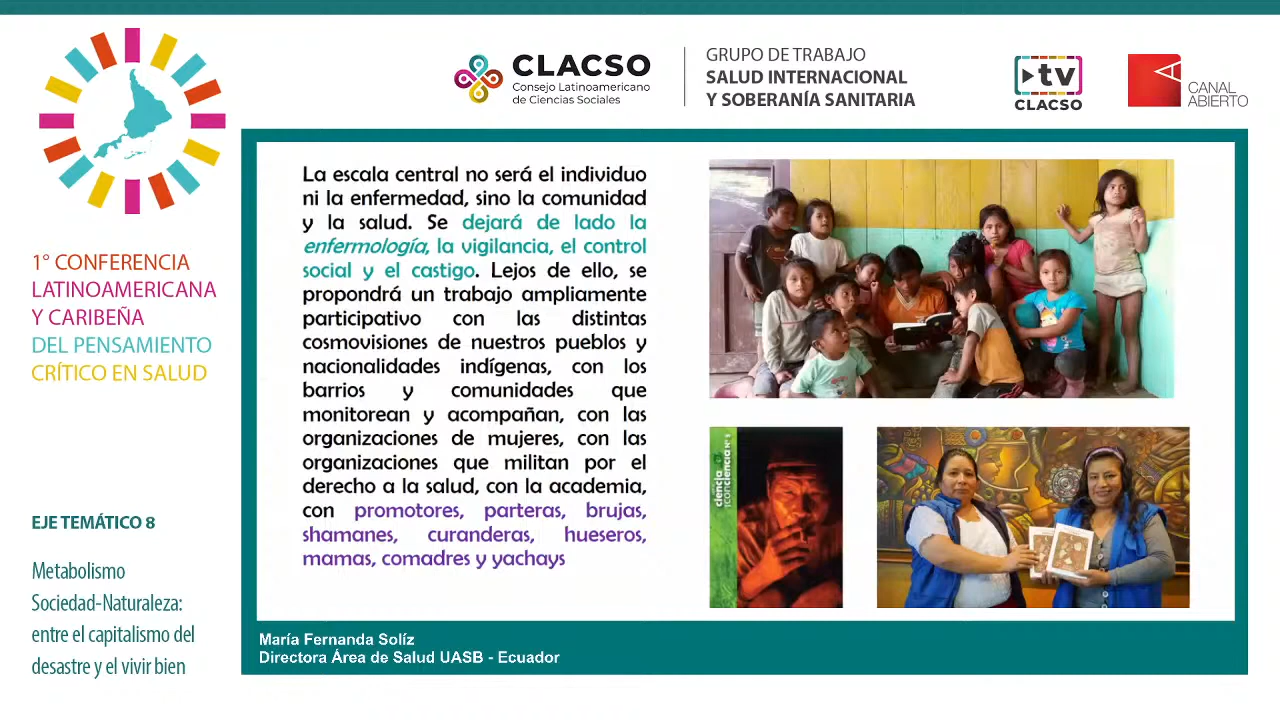 CLACSO
Consejo Latinoamericano
de Ciencias Sociales
GRUPO DE TRABAJO
SALUD INTERNACIONAL
Y SOBERANÍA SANITARIA
tv
CLACSO
CANAL
ABIERTO
1° CONFERENCIA
LATINOAMERICANA
Y CARIBEÑA
DEL PENSAMIENTO
CRÍTICO EN SALUD
EJE TEMÁTICO 8
Metabolismo
Sociedad-Naturaleza:
entre el capitalismo del
desastre y el vivir bien
La escala central no será el individuo
ni la enfermedad, sino la comunidad
y la salud. Se dejará de lado la
enfermología, la vigilancia, el control
social y el castigo. Lejos de ello, se
propondrá un trabajo ampliamente
participativo con las distintas
cosmovisiones de nuestros pueblos y
nacionalidades indígenas, con los
barrios y comunidades que
monitorean y acompañan, con las
organizaciones de mujeres, con las
organizaciones que militan por el
derecho a la salud, con la academia,
con promotores, parteras, brujas,
shamanes, curanderas, hueseros,
mamas, comadres y yachays
ciencia
conciencia
María Fernanda Solíz
Directora Área de Salud UASB - Ecuador